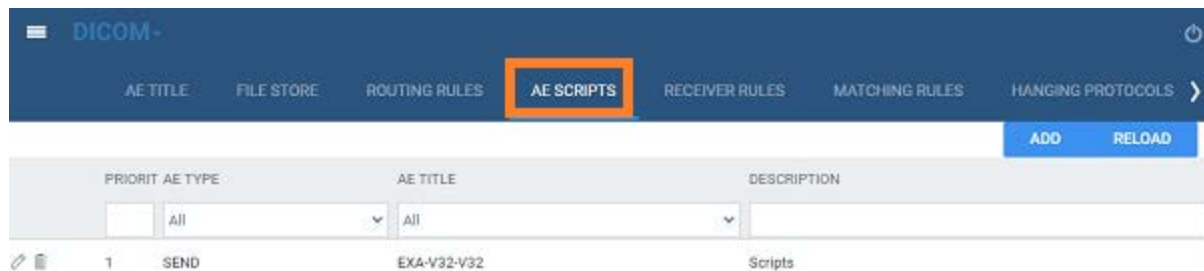 DICOM-
AE TITLE FILE STORE ROUTING RULES AE SCRIPTS RECEIVER RULES MATCHING RULES HANGING PROTOCOLS
ADD RELOAD
PRIORIT AE TYPE AE TITLE DESCRIPTION
All All
1 SEND EXA-V32-V32 Scripts